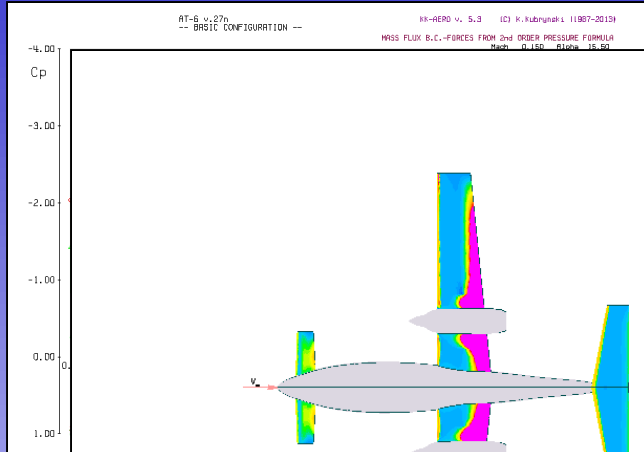 AT-6 v.27n
-- BASIC CONFIGURATION --
KK-AERO v. 5.3 (C) K.Kubrynski (1987-2013)
MASS FLUX B.C.-FORCES FROM 2nd ORDER PRESSURE FORMULA
Mach 0.150 Alpha 15.50
-4.00
Cp
-3.00
-2.00
-1.00
0.00
0.
V∞
1.00